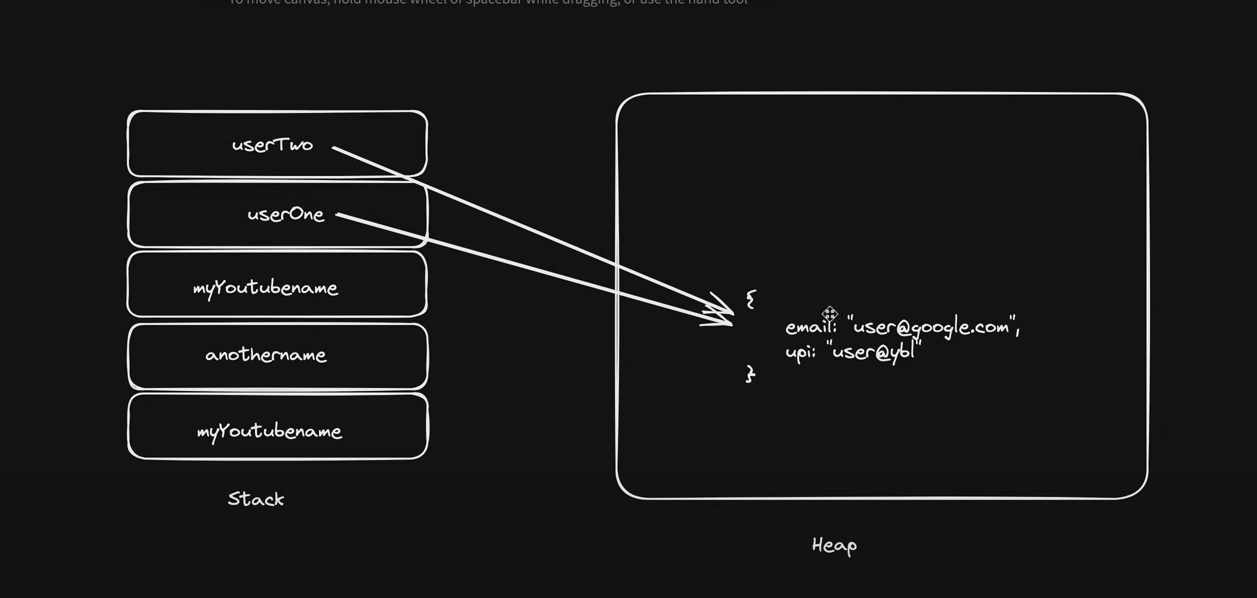 To move canvas, hold mouse wheel or spacebar while dragging, or use the hand tool
userTwo
userOne
myYoutubename
anothername
myYoutubename
Stack
{
email: "user@google.com",
upi: "user@ybl"
}
Heap